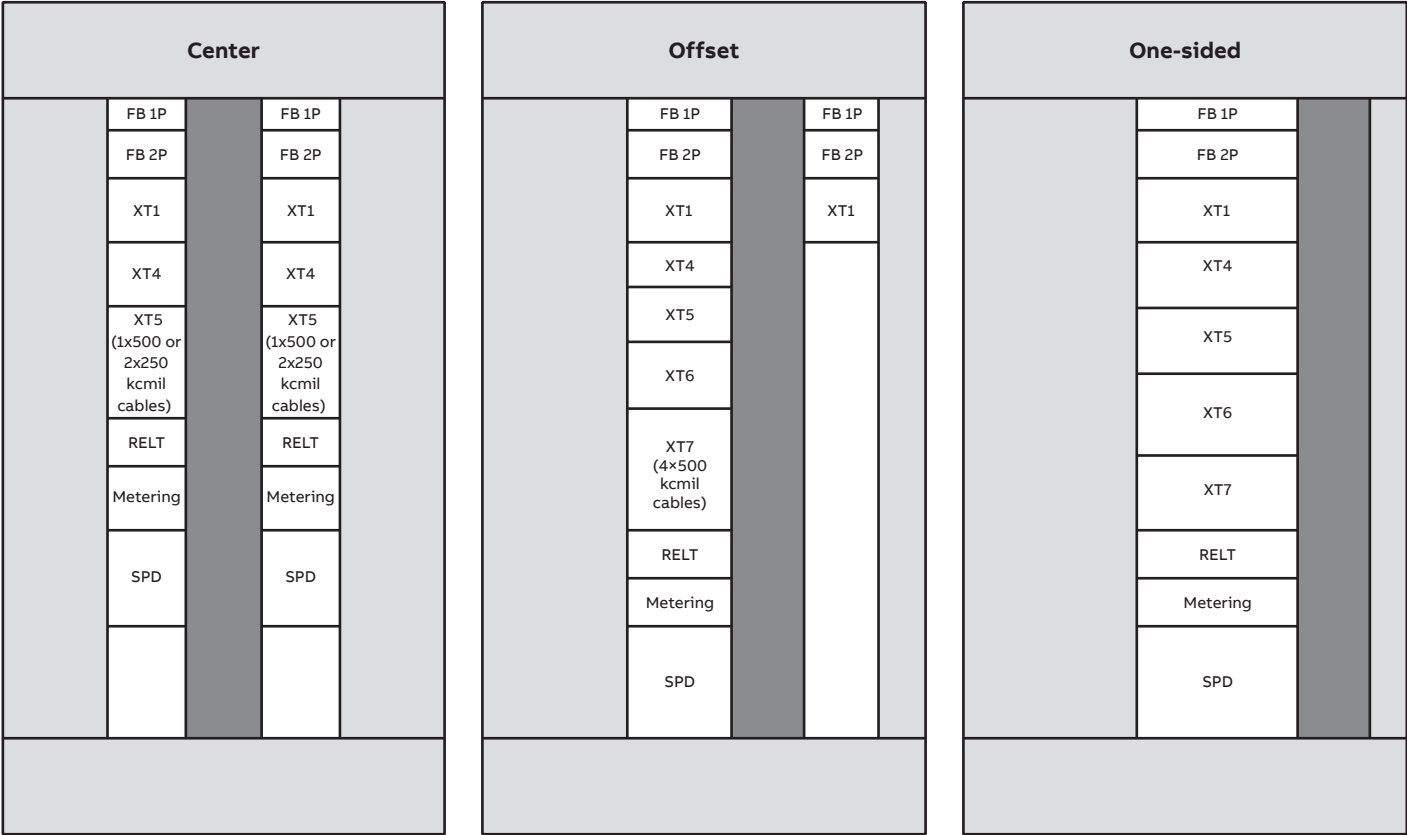 Center
FB 1P
FB 2P
XT1
XT4
XT5
(1x500 or
2x250
kcmil
cables)
RELT
Metering
SPD
FB 1P
FB 2P
XT1
XT4
XT5
(1x500 or
2x250
kcmil
cables)
RELT
Metering
SPD
Offset
FB 1P
FB 2P
XT1
XT4
XT5
XT6
XT7
(4×500
kcmil
cables)
RELT
Metering
SPD
FB 1P
FB 2P
XT1
One-sided
FB 1P
FB 2P
XT1
XT4
XT5
XT6
XT7
RELT
Metering
SPD